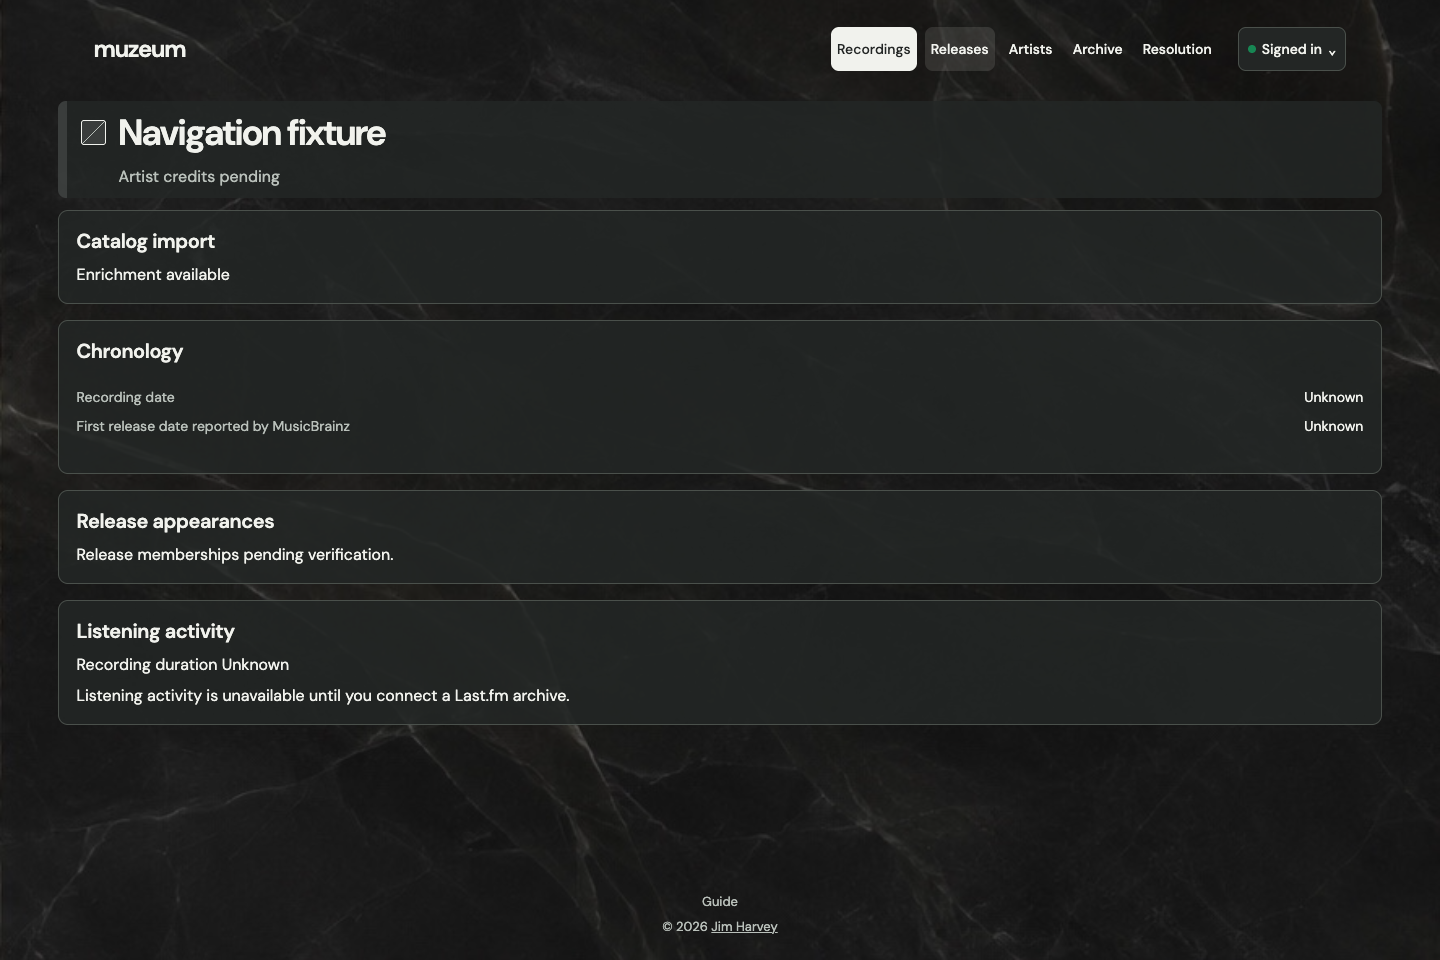 muzeum
Recordings Releases Artists Archive Resolution Signed in
Navigation fixture
Artist credits pending
Catalog import
Enrichment available
Chronology
Recording date Unknown
First release date reported by MusicBrainz Unknown
Release appearances
Release memberships pending verification.
Listening activity
Recording duration Unknown
Listening activity is unavailable until you connect a Last.fm archive.
Guide
© 2026 Jim Harvey